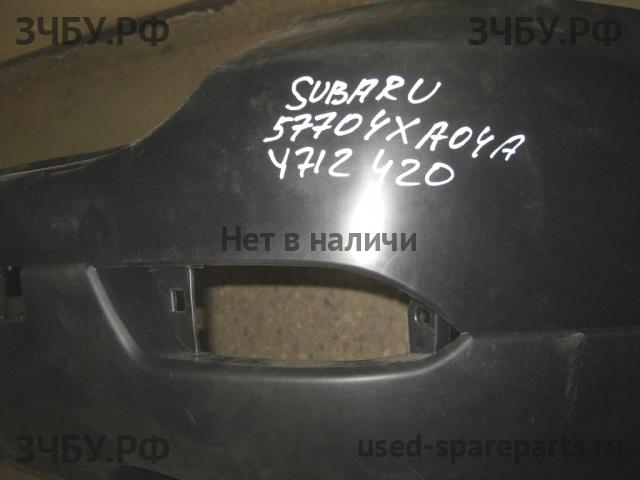 ЗЧБУ.РФ
ЗЧБУ.РФ
SUBARU
57704XA04A
4712 420
Нет в наличи
ЗЧБУ.РФ
used-spareparts.ru